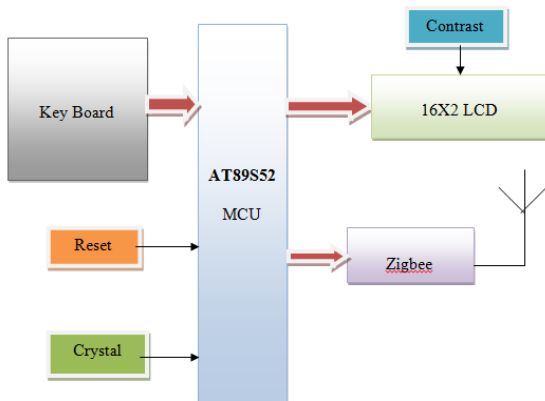 Contrast
Key Board
16X2 LCD
AT89S52
MCU
Reset
Zigbee
Crystal